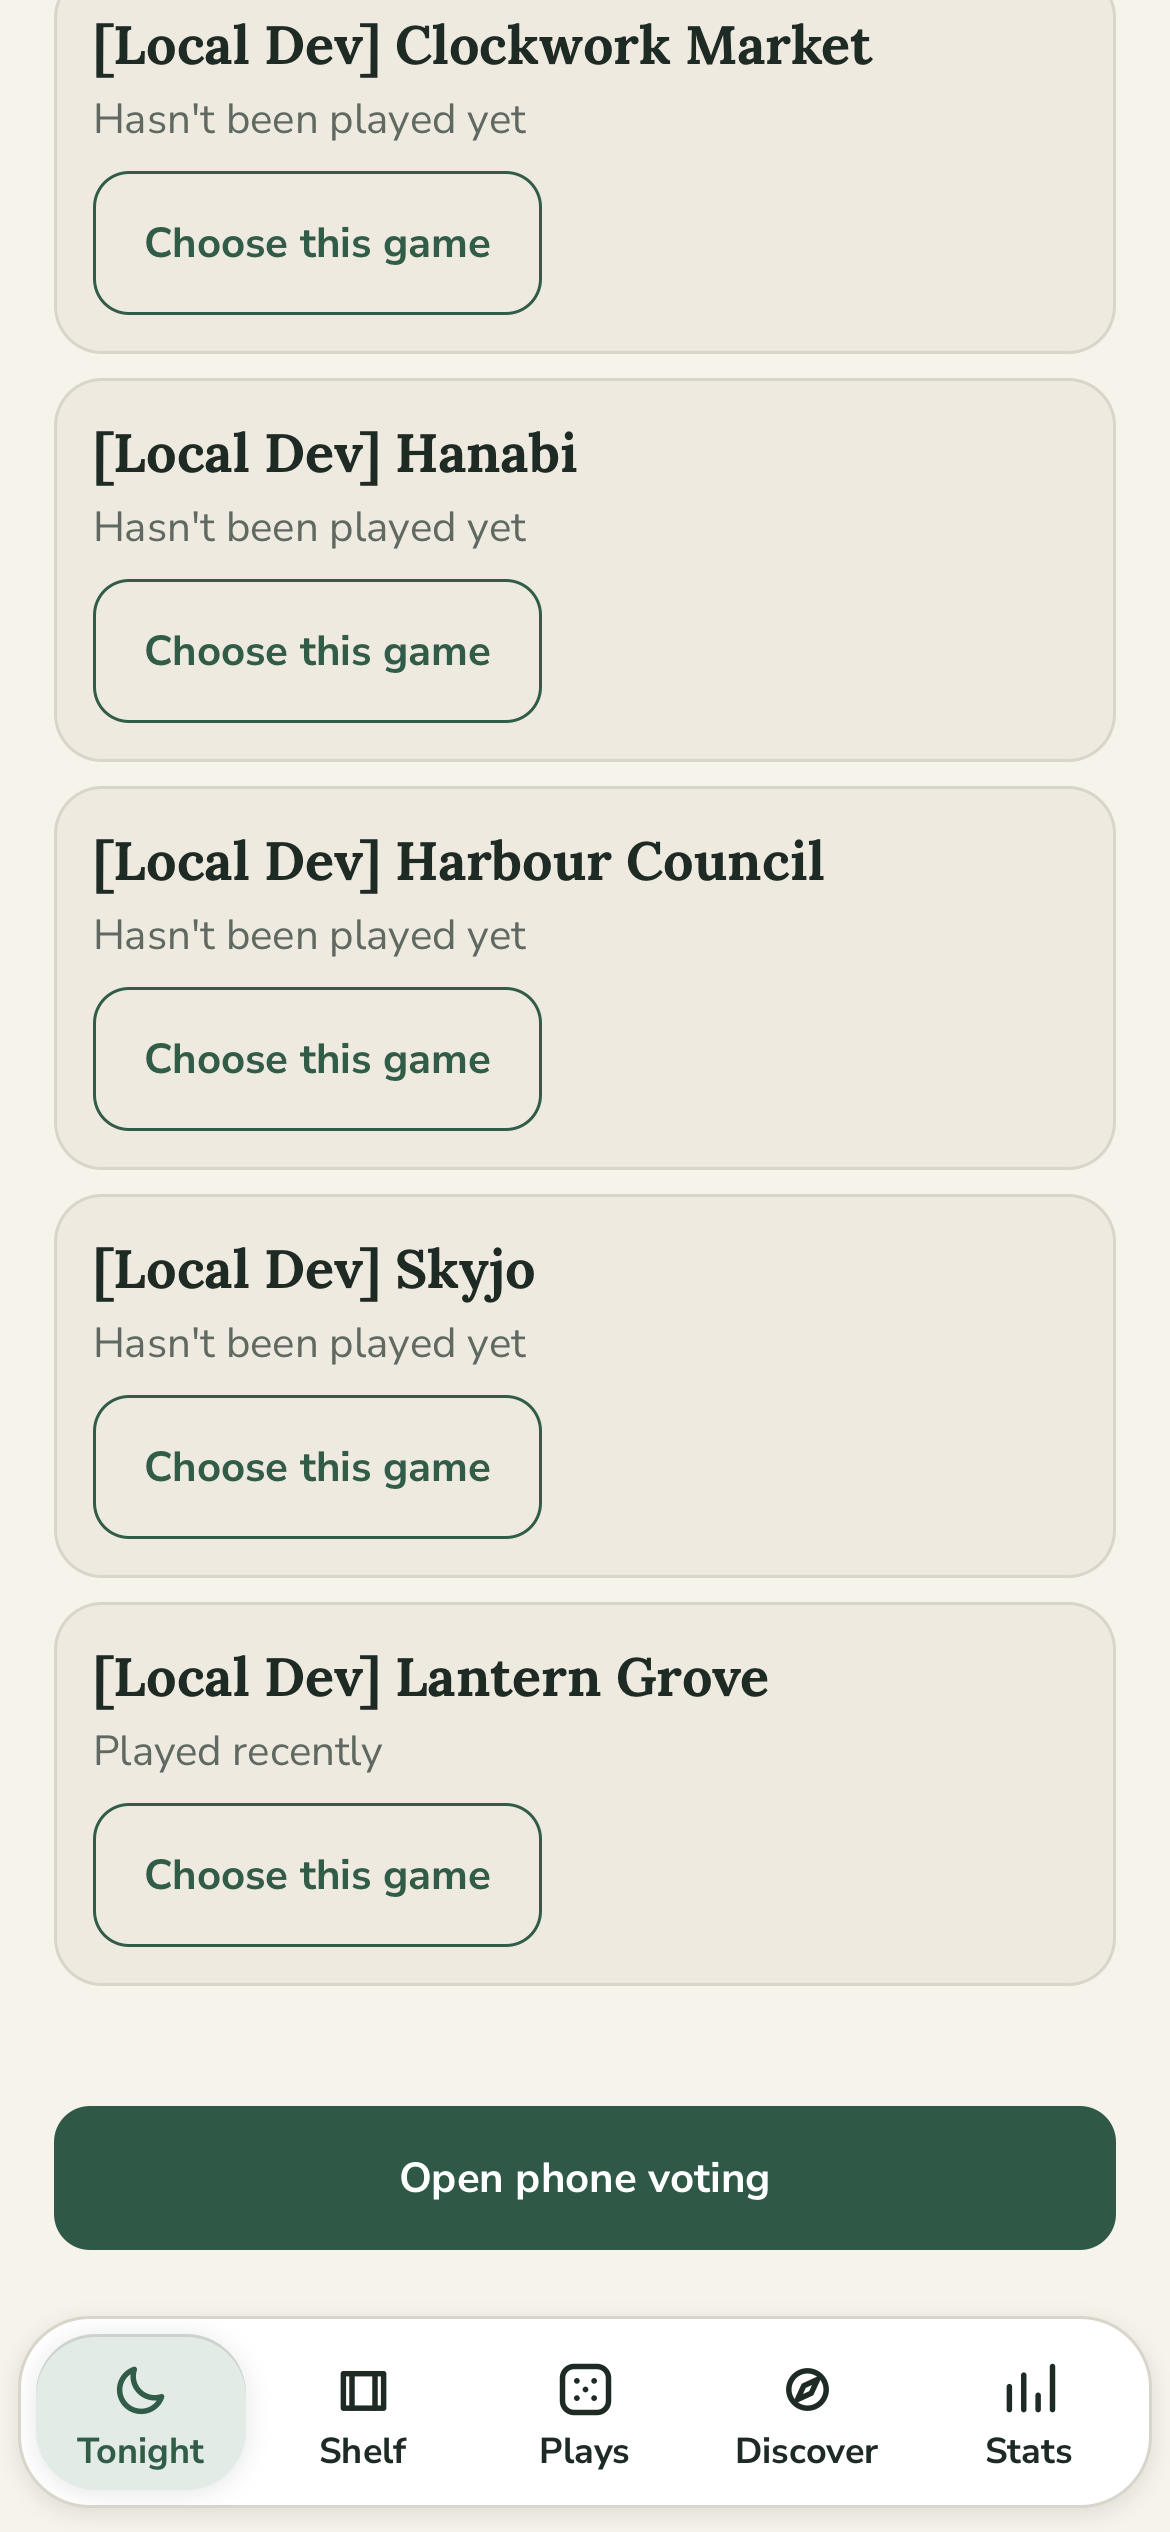 [Local Dev] Clockwork Market
Hasn't been played yet
Choose this game
[Local Dev] Hanabi
Hasn't been played yet
Choose this game
[Local Dev] Harbour Council
Hasn't been played yet
Choose this game
[Local Dev] Skyjo
Hasn't been played yet
Choose this game
[Local Dev] Lantern Grove
Played recently
Choose this game
Open phone voting
Tonight
Shelf
Plays
Discover
Stats